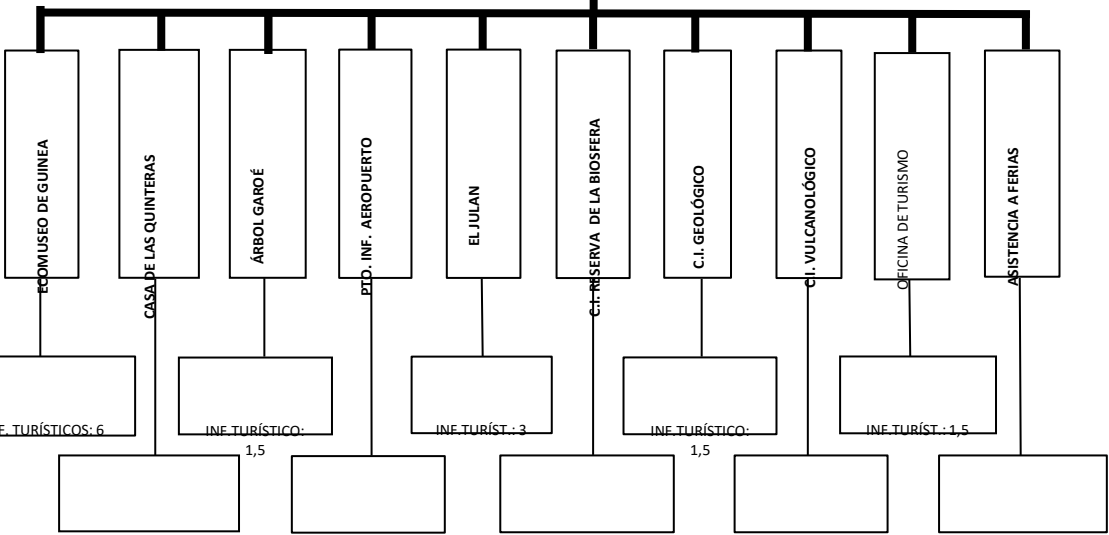 ECOMUSEO DE GUINEA
CASA DE LAS QUINTERAS
ÁRBOL GAROÉ
PTO. INF. AEROPUERTO
EL JULAN
C.I. RESERVA DE LA BIOSFERA
C.I. GEOLÓGICO
C.I. VULCANOLÓGICO
OFICINA DE TURISMO
ASISTENCIA A FERIAS
F. TURÍSTICOS: 6
INF.TURÍSTICO:
1,5
INF.TURÍST.: 3
INF.TURÍSTICO:
1,5
INF.TURÍST.: 1,5